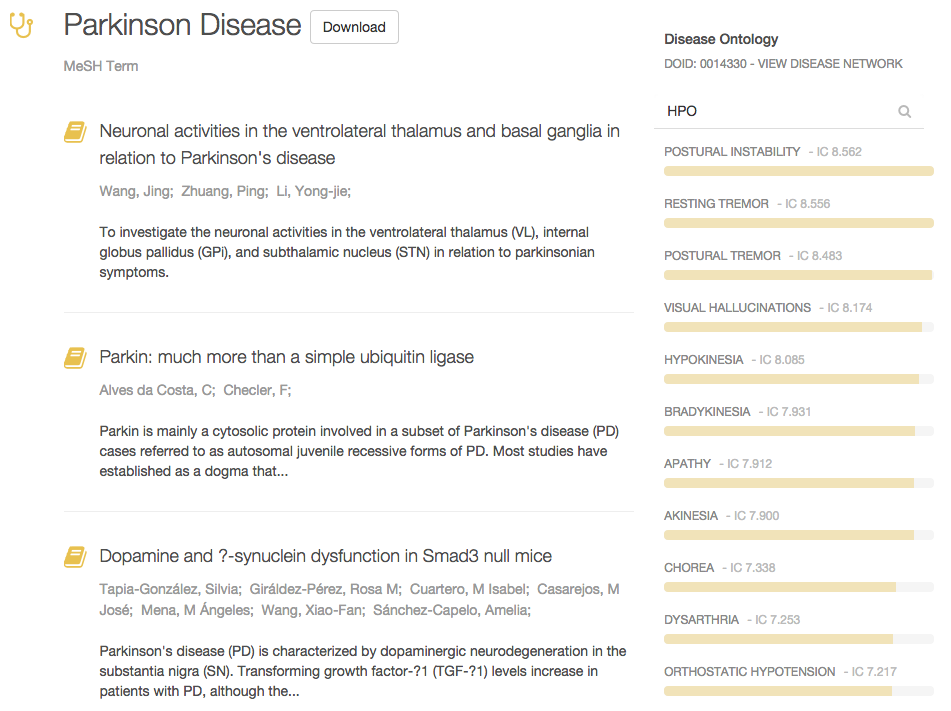 Parkinson Disease
Download
MeSH Term
Neuronal activities in the ventrolateral thalamus and basal ganglia in
relation to Parkinson's disease
Wang, Jing; Zhuang, Ping; Li, Yong-jie;
To investigate the neuronal activities in the ventrolateral thalamus (VL), internal
globus pallidus (GPi), and subthalamic nucleus (STN) in relation to parkinsonian
symptoms.
Parkin: much more than a simple ubiquitin ligase
Alves da Costa, C; Checler, F;
Parkin is mainly a cytosolic protein involved in a subset of Parkinson's disease (PD)
cases referred to as autosomal juvenile recessive forms of PD. Most studies have
established as a dogma that...
Dopamine and ?-synuclein dysfunction in Smad3 null mice
Tapia-González, Silvia; Giráldez-Pérez, Rosa M; Cuartero, M Isabel; Casarejos, M
José; Mena, M Ángeles; Wang, Xiao-Fan; Sánchez-Capelo, Amelia;
Parkinson's disease (PD) is characterized by dopaminergic neurodegeneration in the
substantia nigra (SN). Transforming growth factor-?1 (TGF-?1) levels increase in
patients with PD, although the...
Disease Ontology
DOID: 0014330 - VIEW DISEASE NETWORK
HPO
POSTURAL INSTABILITY - IC 8.562
RESTING TREMOR - IC 8.556
POSTURAL TREMOR - IC 8.483
VISUAL HALLUCINATIONS - IC 8.174
HYPOKINESIA - IC 8.085
BRADYKINESIA - IC 7.931
APATHY - IC 7.912
AKINESIA - IC 7.900
CHOREA - IC 7.338
DYSARTHRIA - IC 7.253
ORTHOSTATIC HYPOTENSION - IC 7.217